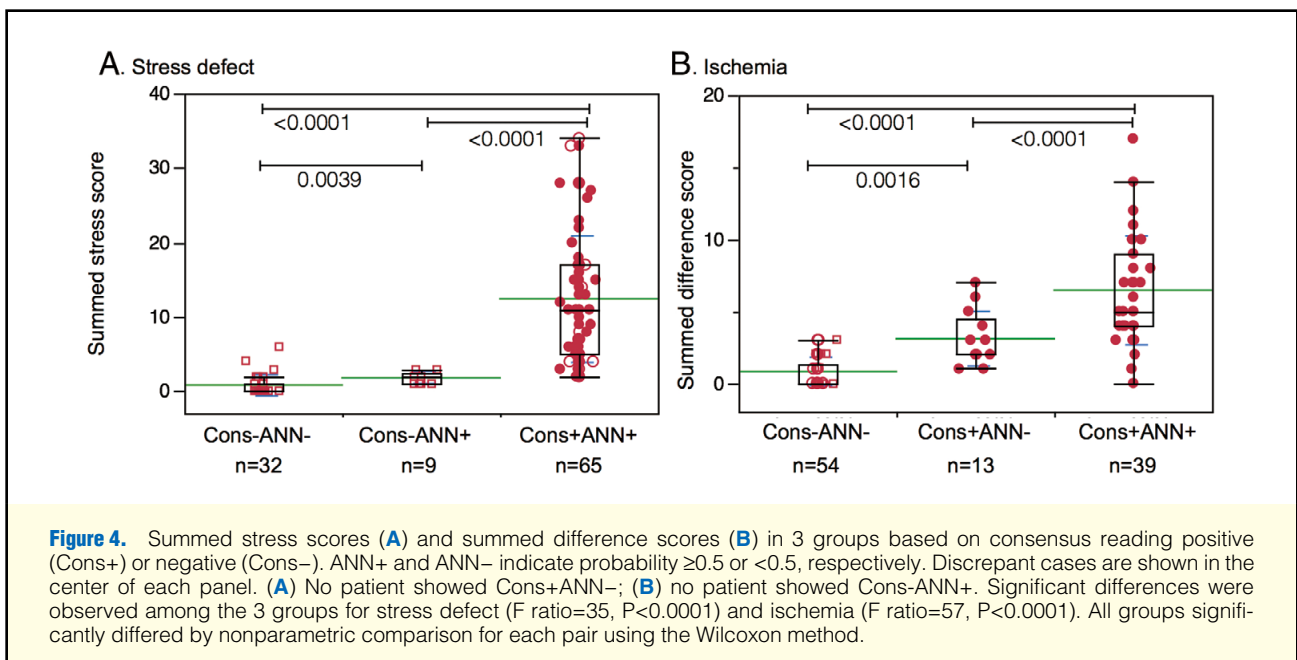 A. Stress defect
Summed stress score
40
30
20
10
0
<0.0001
<0.0001
0.0039
Cons-ANN-
Cons-ANN+
Cons+ANN+
n=32
n=9
n=65
B. Ischemia
Summed difference score
20
10
0
<0.0001
<0.0001
0.0016
Cons-ANN-
Cons+ANN-
Cons+ANN+
n=54
n=13
n=39
Figure 4. Summed stress scores (A) and summed difference scores (B) in 3 groups based on consensus reading positive
(Cons+) or negative (Cons−). ANN+ and ANN− indicate probability ≥0.5 or <0.5, respectively. Discrepant cases are shown in the
center of each panel. (A) No patient showed Cons+ANN−; (B) no patient showed Cons-ANN+. Significant differences were
observed among the 3 groups for stress defect (F ratio=35, P<0.0001) and ischemia (F ratio=57, P<0.0001). All groups signifi-
cantly differed by nonparametric comparison for each pair using the Wilcoxon method.